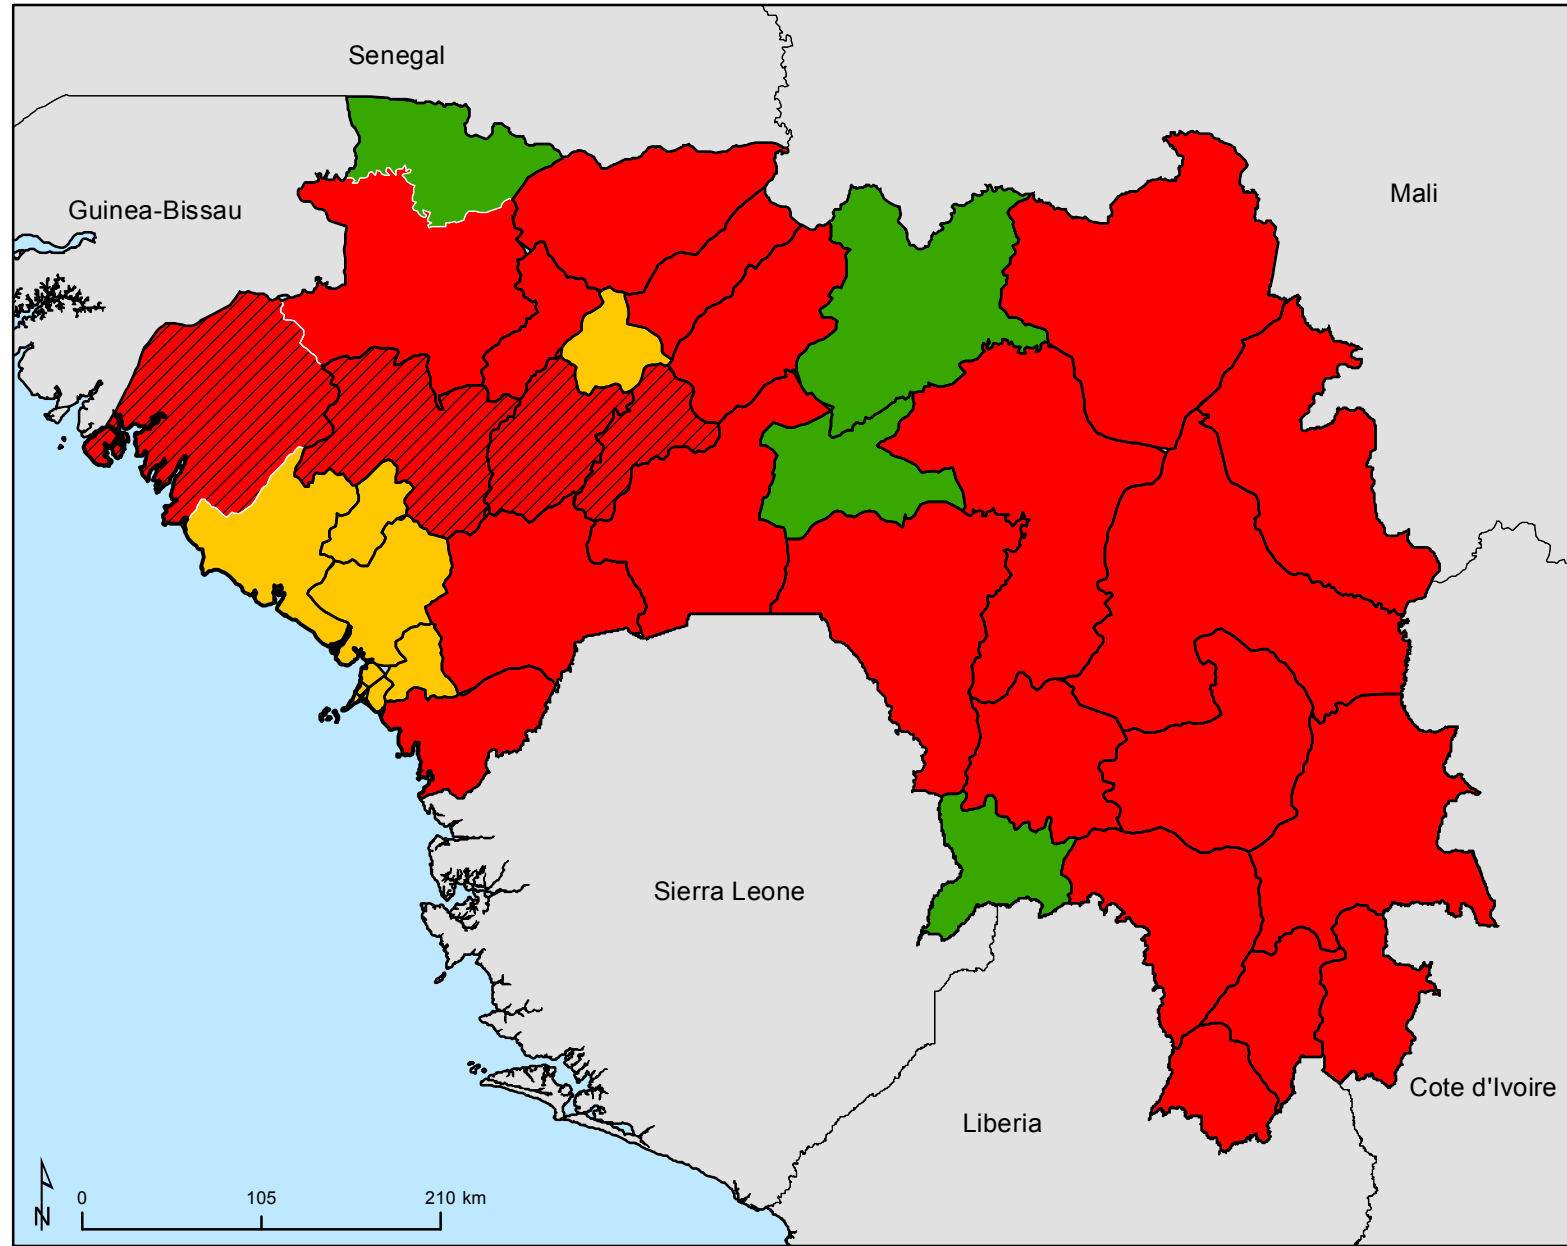 Senegal
Mali
Guinea-Bissau
Sierra Leone
Cote d'Ivoire
Liberia
0 105 210 km
N